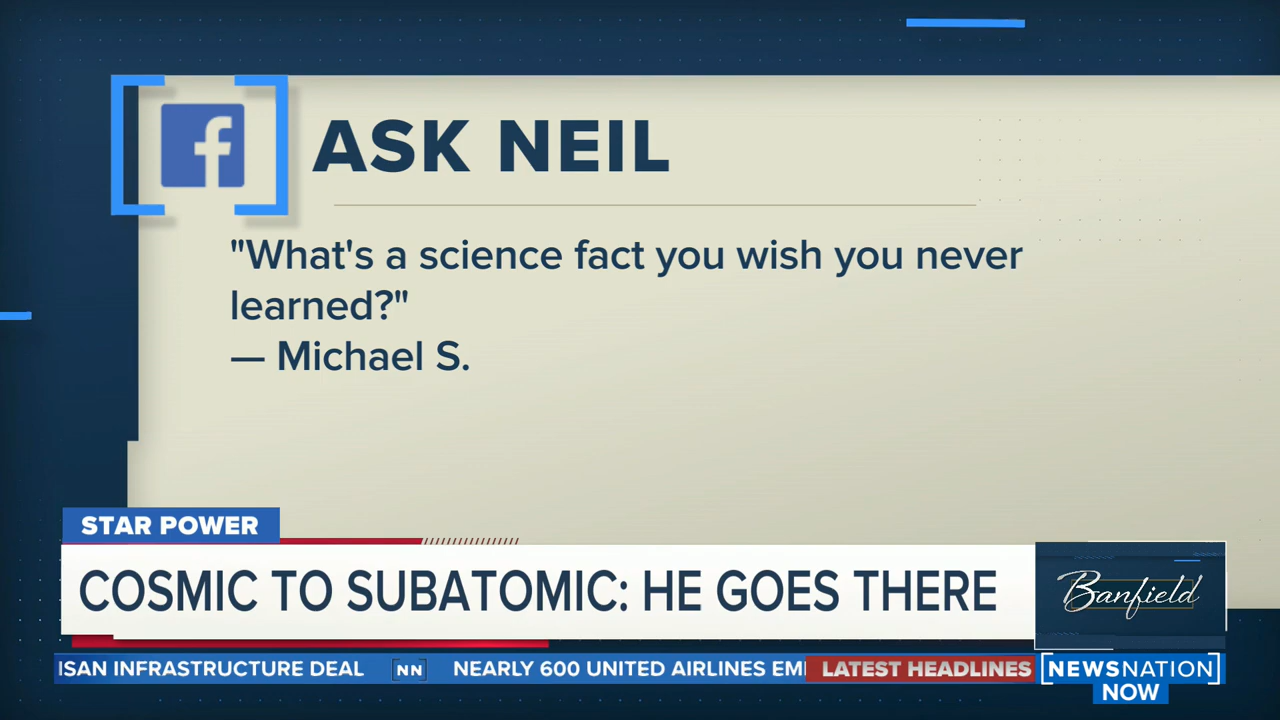 ASK NEIL
"What's a science fact you wish you never
learned?"
— Michael S.
STAR POWER
COSMIC TO SUBATOMIC: HE GOES THERE
Banfield
ISAN INFRASTRUCTURE DEAL NN NEARLY 600 UNITED AIRLINES EM LATEST HEADLINES
NEWSNATION
NOW